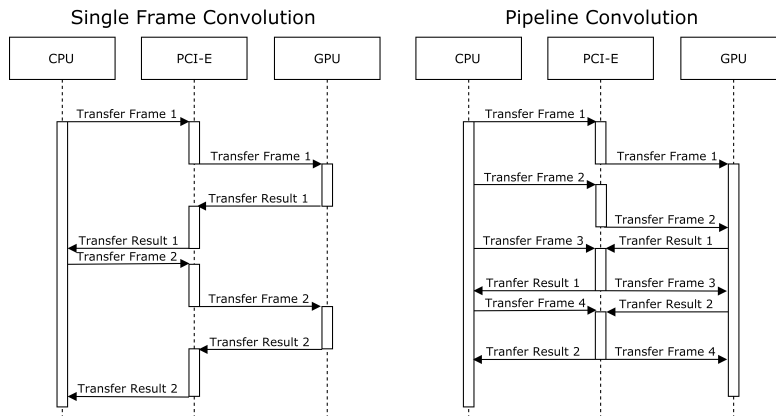 Single Frame Convolution
CPU
PCI-E
GPU
Transfer Frame 1
Transfer Frame 1
Transfer Result 1
Transfer Result 1
Transfer Frame 2
Transfer Frame 2
Transfer Result 2
Transfer Result 2
Pipeline Convolution
CPU
PCI-E
GPU
Transfer Frame 1
Transfer Frame 1
Transfer Frame 2
Transfer Frame 2
Transfer Frame 3
Tranfer Result 1
Tranfer Result 1
Transfer Frame 3
Transfer Frame 4
Tranfer Result 2
Tranfer Result 2
Transfer Frame 4